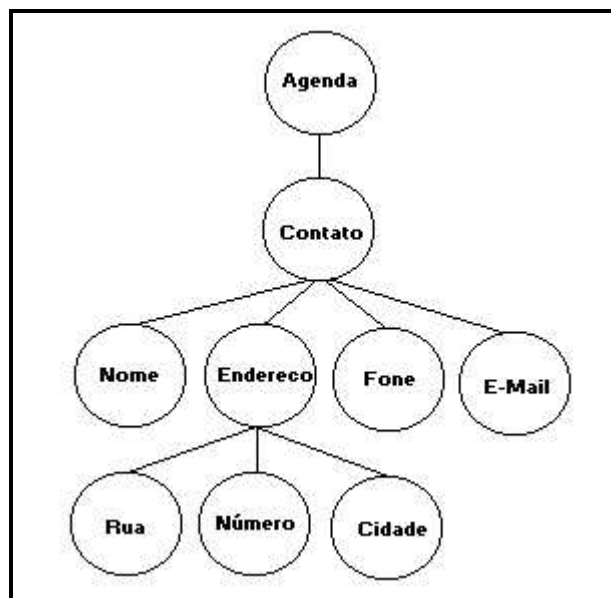 Agenda
Contato
Nome
Endereco
Fone
E-Mail
Rua
Número
Cidade